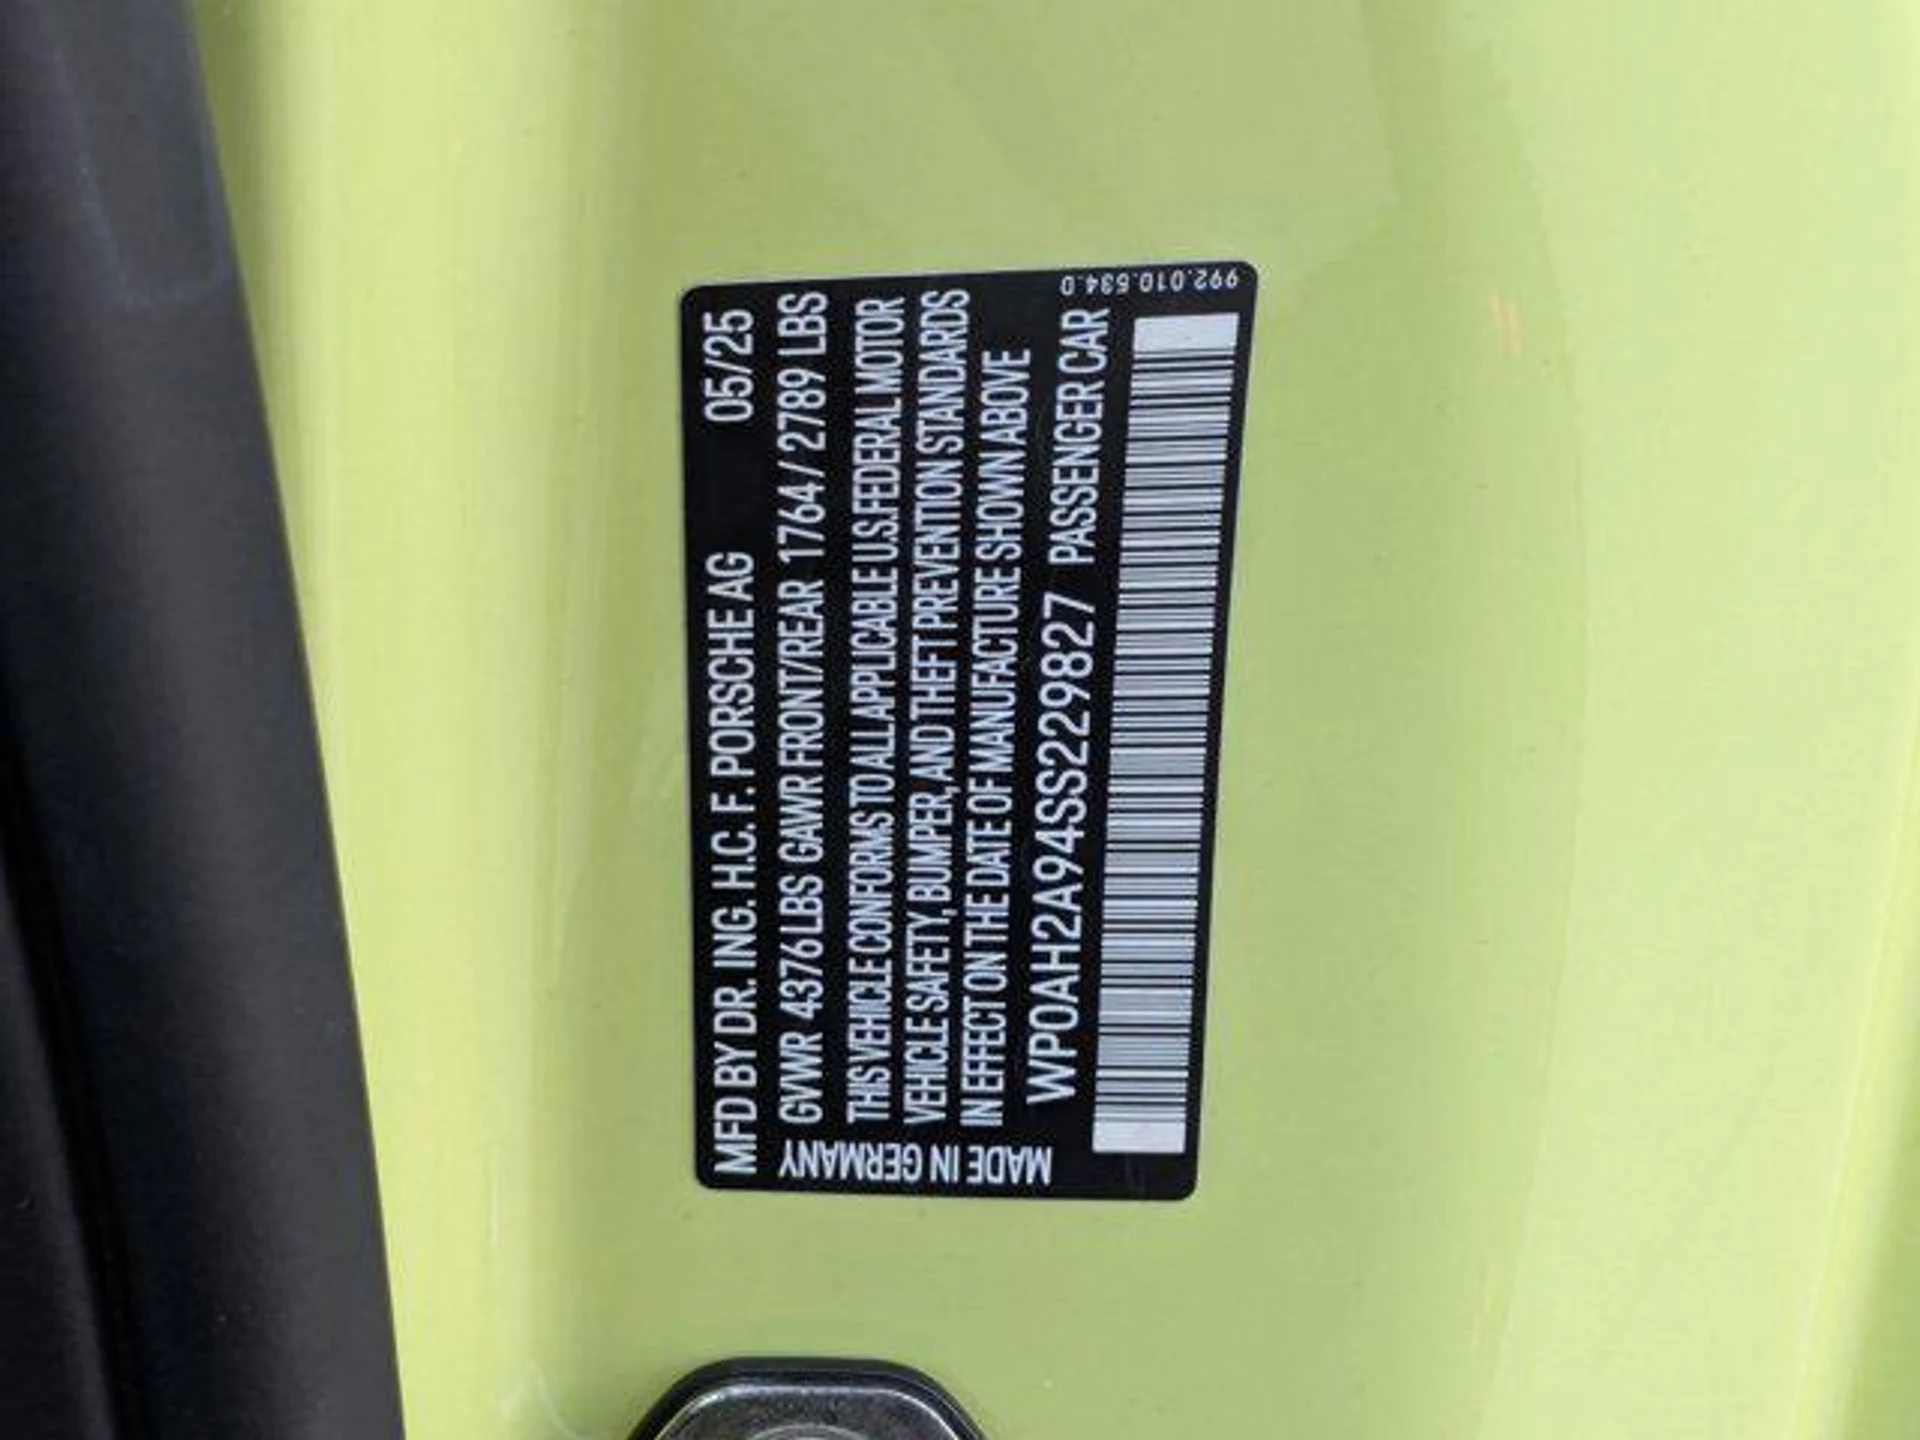 MFD BY DR. ING. H.C. F. PORSCHE AG 05/25
GVWR 4376 LBS GAWR FRONT/REAR 1764 / 2789 LBS
THIS VEHICLE CONFORMS TO ALL APPLICABLE U.S. FEDERAL MOTOR
VEHICLE SAFETY, BUMPER, AND THEFT PREVENTION STANDARDS
IN EFFECT ON THE DATE OF MANUFACTURE SHOWN ABOVE
WP0AH2A94SS229827 PASSENGER CAR
MADE IN GERMANY
992.010.534.0